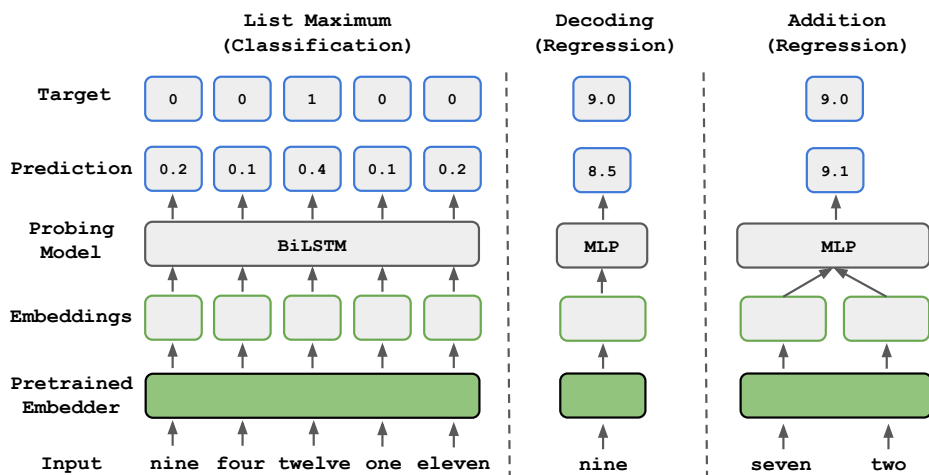 List Maximum
(Classification)
Decoding
(Regression)
Addition
(Regression)
Target 0 0 1 0 0 9.0 9.0
Prediction 0.2 0.1 0.4 0.1 0.2 8.5 9.1
Probing
Model
BiLSTM MLP MLP
Embeddings
Pretrained
Embedder
Input nine four twelve one eleven nine seven two